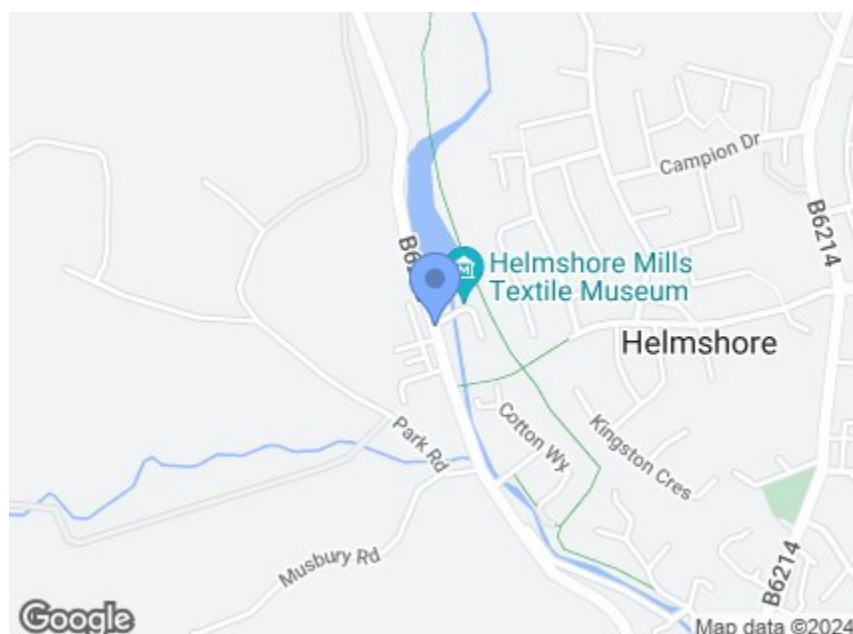 Campion Dr
B6214
Helmshore Mills
Textile Museum
Helmshore
Cotton Wy
Kingston Cres
Park Rd
Musbury Rd
B6214
Google
Map data ©2024